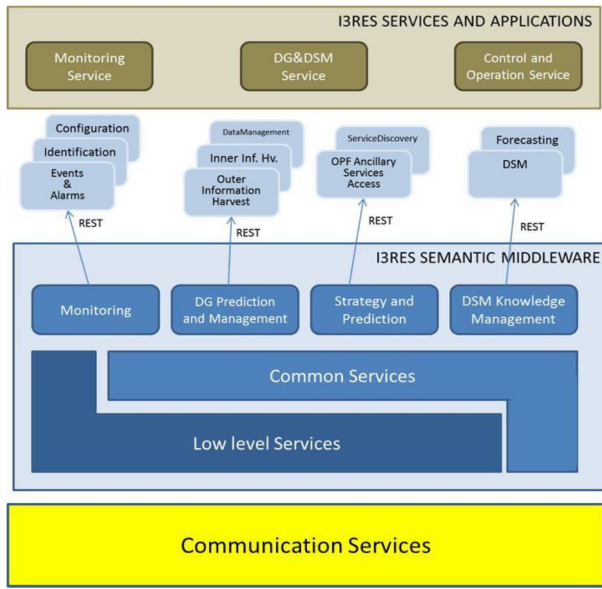 I3RES SERVICES AND APPLICATIONS
Monitoring
Service
DG&DSM
Service
Control and
Operation Service
Configuration
Identification
Events
&
Alarms
DataManagement
Inner Inf. Hv.
Outer
Information
Harvest
ServiceDiscovery
OPF Ancillary
Services
Access
Forecasting
DSM
REST
REST
REST
REST
I3RES SEMANTIC MIDDLEWARE
Monitoring
DG Prediction
and Management
Strategy and
Prediction
DSM Knowledge
Management
Common Services
Low level Services
Communication Services